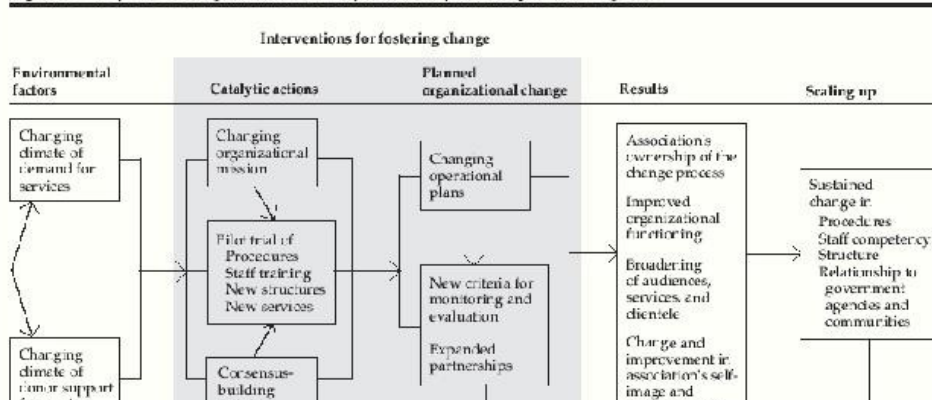 Interventions for fostering change
Environmental
factors
Catalytic actions
Planned
organizational change
Results
Scaling up
Changing
climate of
demand for
services
Changing
climate of
donor support
Changing
organizational
mission
Pilot trial of
Procedures
Staff training
New structures
New services
Consensus-
building
Changing
operational
plans
New criteria for
monitoring and
evaluation
Expanded
partnerships
Association's
ownership of the
change process
Improved
organizational
functioning
Broadening
of audiences,
services, and
clientele
Change and
improvement in
association's self-
image and
Sustained
change in
Procedures
Staff competency
Structure
Relationship to
government
agencies and
communities